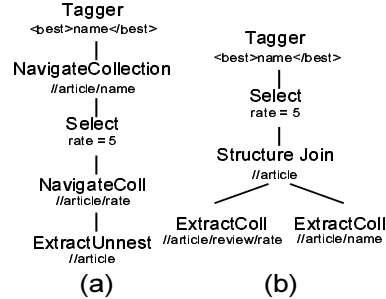 Tagger
<best>name</best>
NavigateCollection
//article/name
Select
rate = 5
NavigateColl
//article/rate
ExtractUnnest
//article
(a)
Tagger
<best>name</best>
Select
rate = 5
Structure Join
//article
ExtractColl
//article/review/rate
ExtractColl
//article/name
(b)